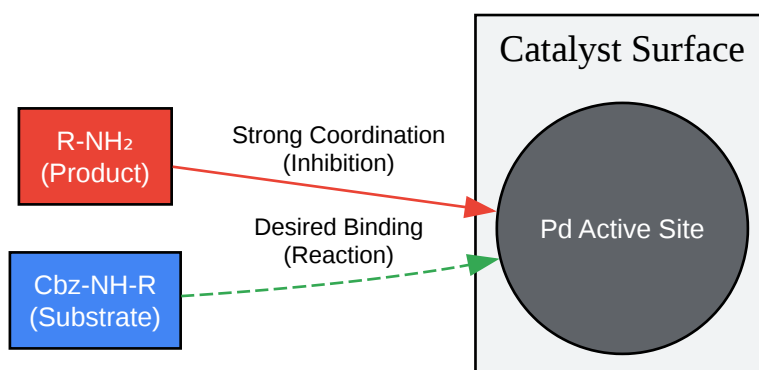 Catalyst Surface
R-NH₂
(Product)
Strong Coordination
(Inhibition)
Desired Binding
(Reaction)
Pd Active Site
Cbz-NH-R
(Substrate)